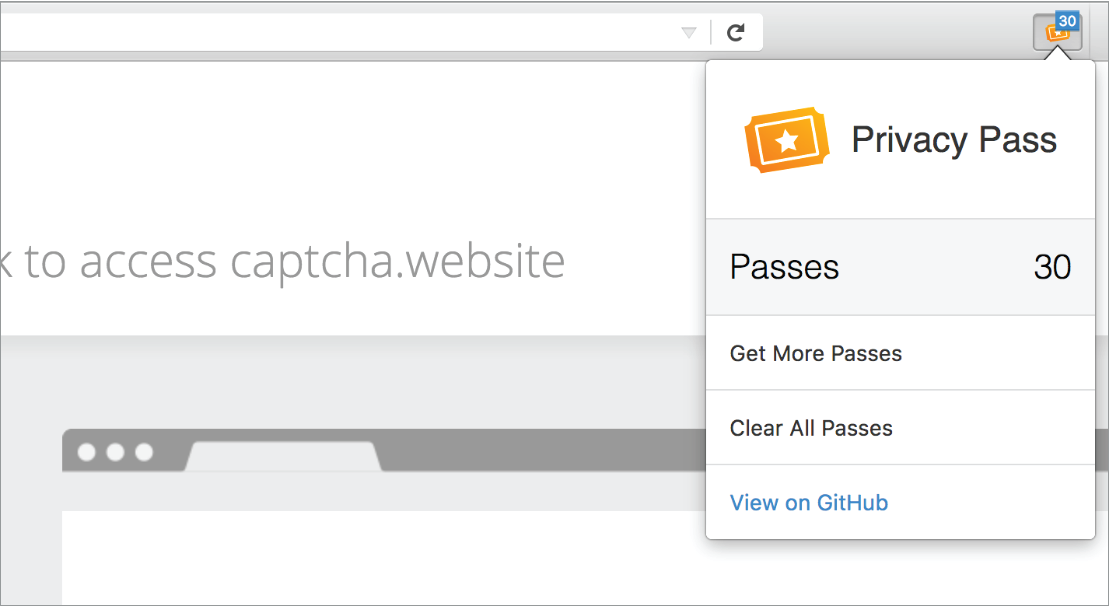 30
Privacy Pass
k to access captcha.website
Passes 30
Get More Passes
Clear All Passes
View on GitHub